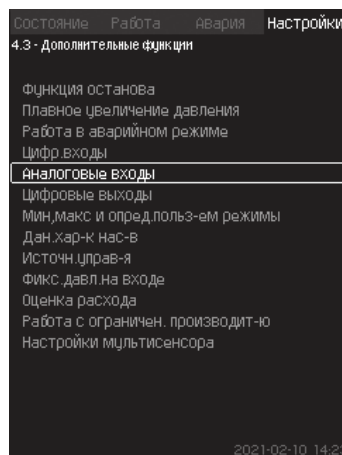 Состояние Работа Авария Настройки
4.3 - Дополнительные функции
Функция останова
Плавное увеличение давления
Работа в аварийном режиме
Цифр.входы
Аналоговые входы
Цифровые выходы
Мин,макс и опред.польз-ем режимы
Дан.хар-к нас-в
Источн.управ-я
Фикс.давл.на входе
Оценка расхода
Работа с ограничен. производит-ю
Настройки мультисенсора
2021-02-10 14:23